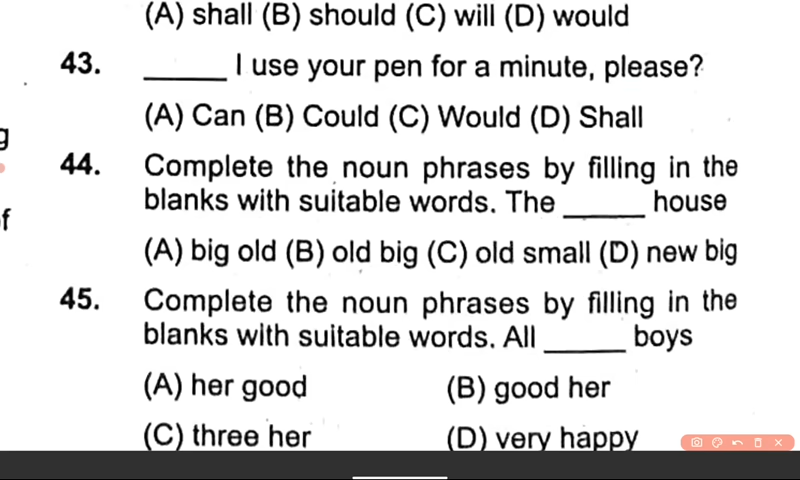 (A) shall (B) should (C) will (D) would
43. ______ I use your pen for a minute, please?
(A) Can (B) Could (C) Would (D) Shall
44. Complete the noun phrases by filling in the
blanks with suitable words. The ______ house
(A) big old (B) old big (C) old small (D) new big
45. Complete the noun phrases by filling in the
blanks with suitable words. All ______ boys
(A) her good (B) good her
(C) three her (D) very happy
g
f